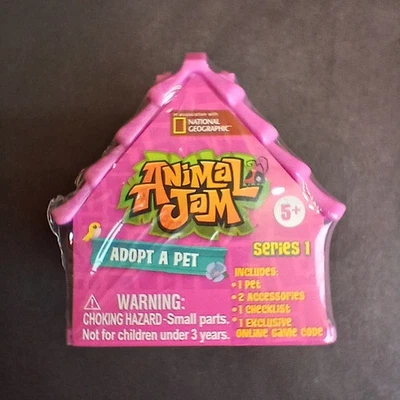 in association with
NATIONAL
GEOGRAPHIC™
ANIMAL
JAM
5+
ADOPT A PET
SERIES 1
INCLUDES:
• 1 PET
• 2 ACCESSORIES
• 1 CHECKLIST
• 1 EXCLUSIVE
ONLINE GAME CODE
WARNING:
CHOKING HAZARD-Small parts.
Not for children under 3 years.